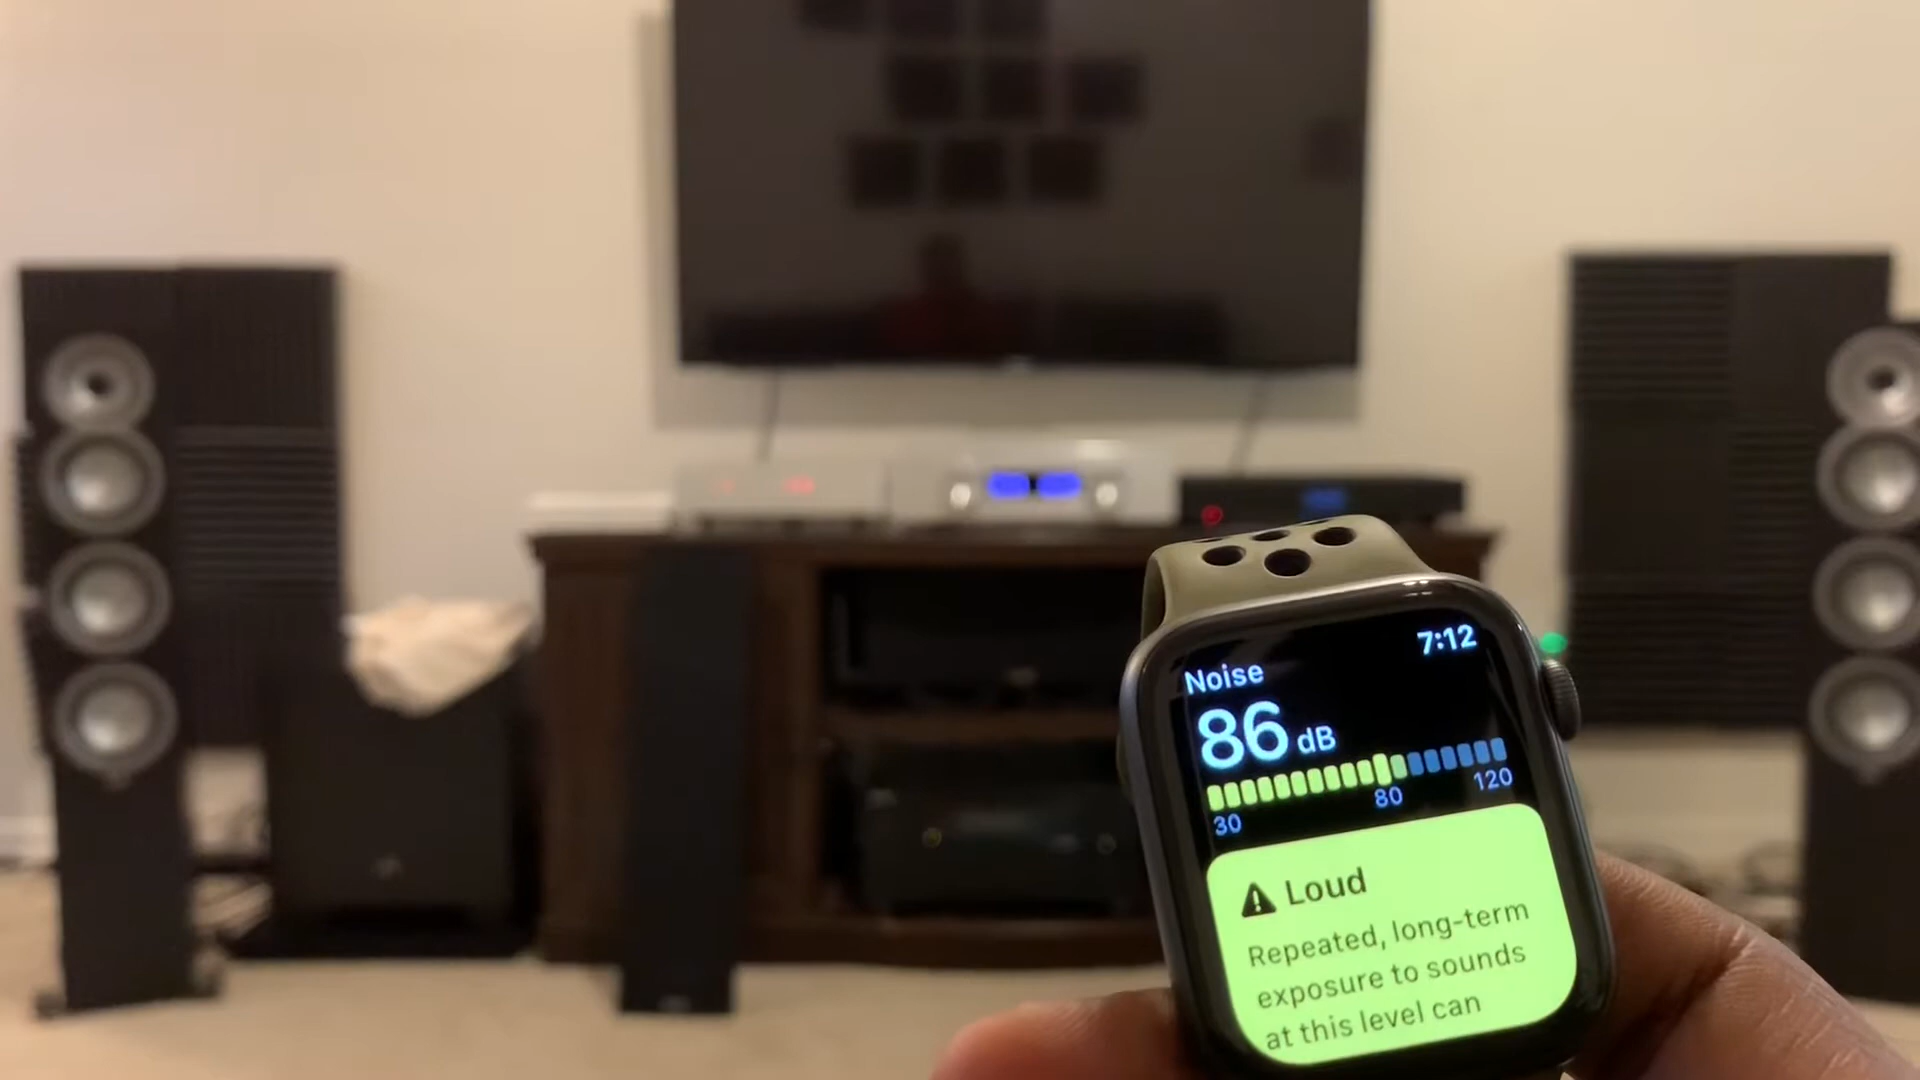 7:12
Noise
86 dB
80
120
30
Loud
Repeated, long-term
exposure to sounds
at this level can